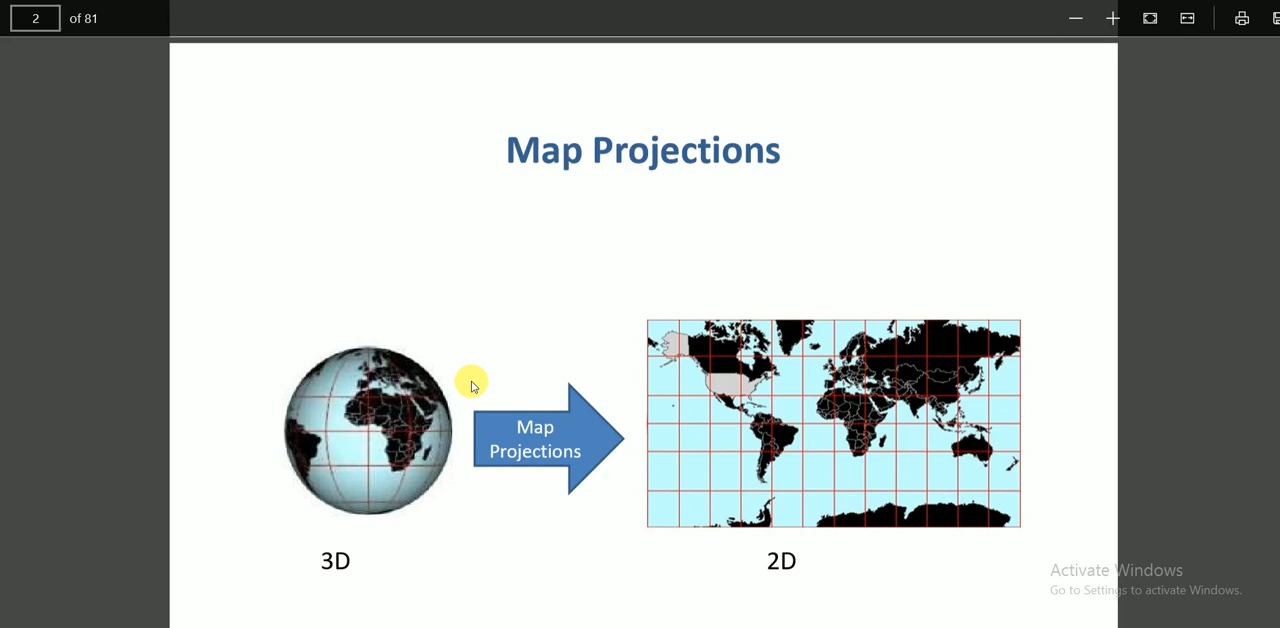 2 of 81
Map Projections
Map
Projections
3D
2D
Activate Windows
Go to Settings to activate Windows.